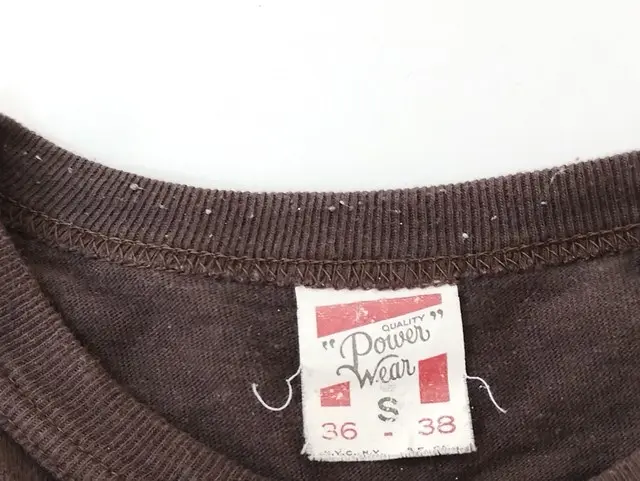 QUALITY
"Power"
Wear
S
36 - 38
N.Y.C. N.Y.